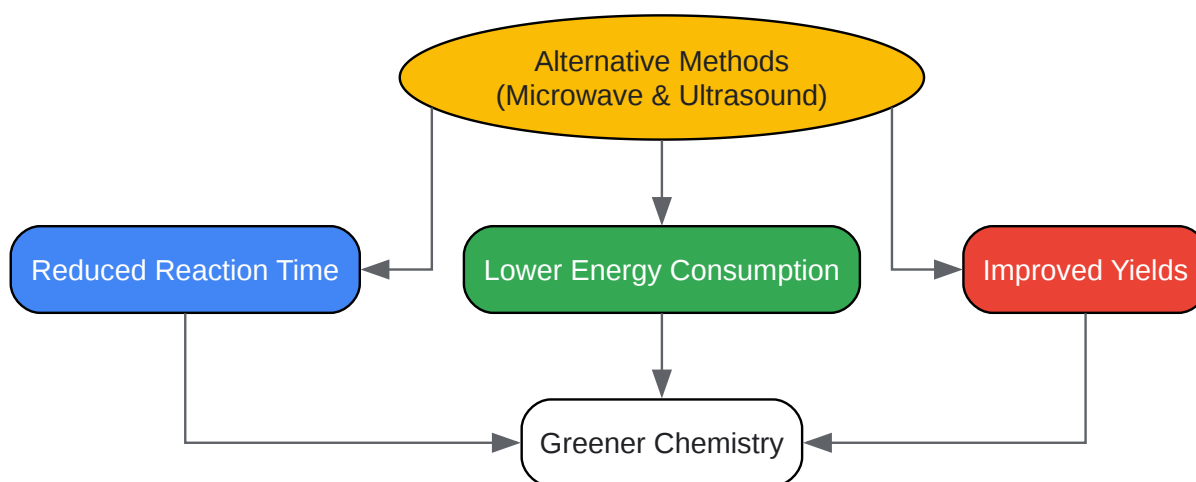 Alternative Methods
(Microwave & Ultrasound)
Reduced Reaction Time
Lower Energy Consumption
Improved Yields
Greener Chemistry